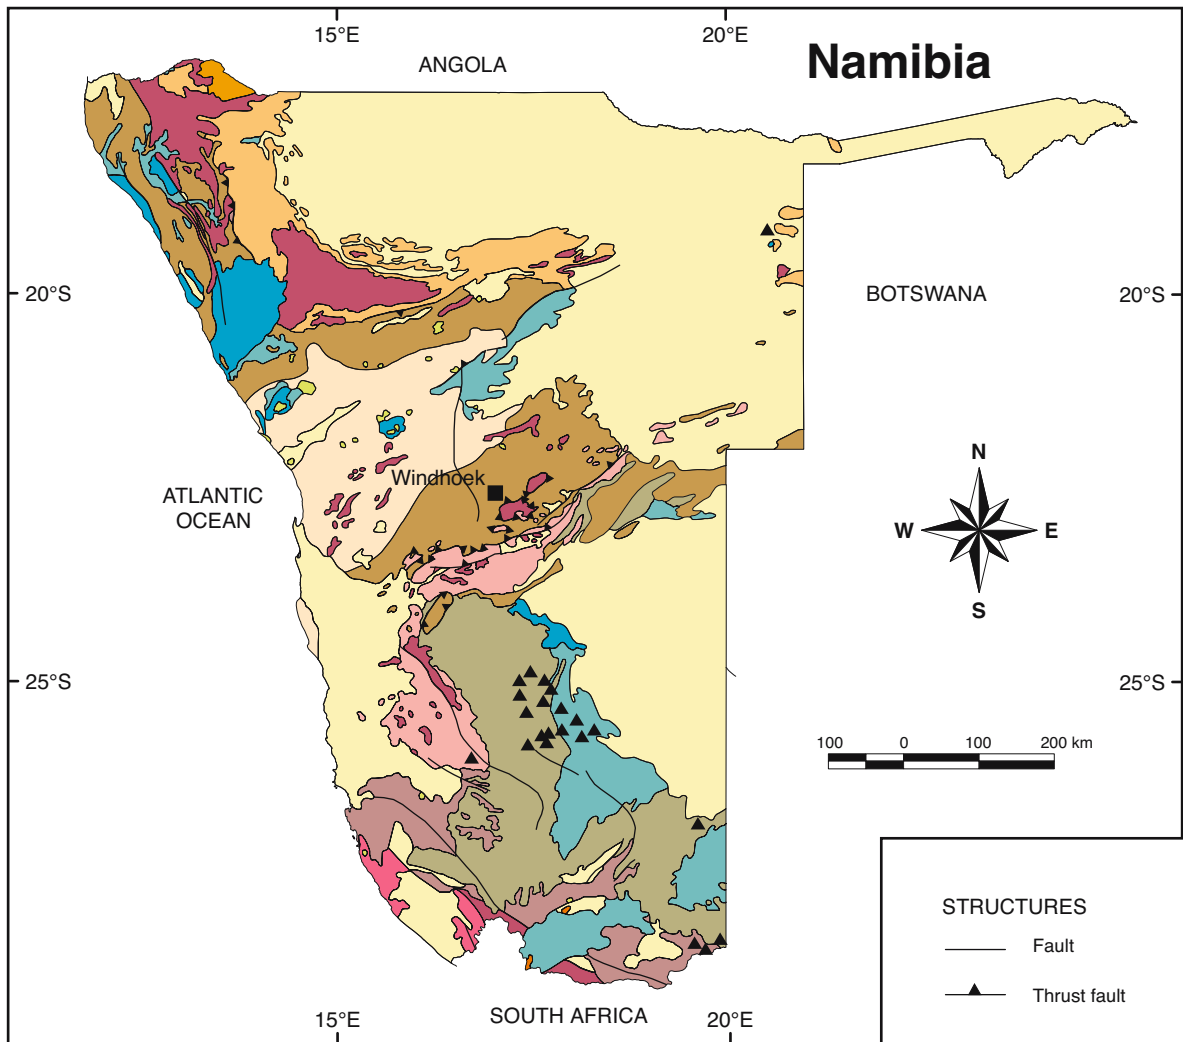 15°E
20°E
ANGOLA
Namibia
20°S
BOTSWANA
20°S
Windhoek
ATLANTIC
OCEAN
N
W
E
S
25°S
25°S
100
0
100
200 km
STRUCTURES
Fault
Thrust fault
15°E
SOUTH AFRICA
20°E